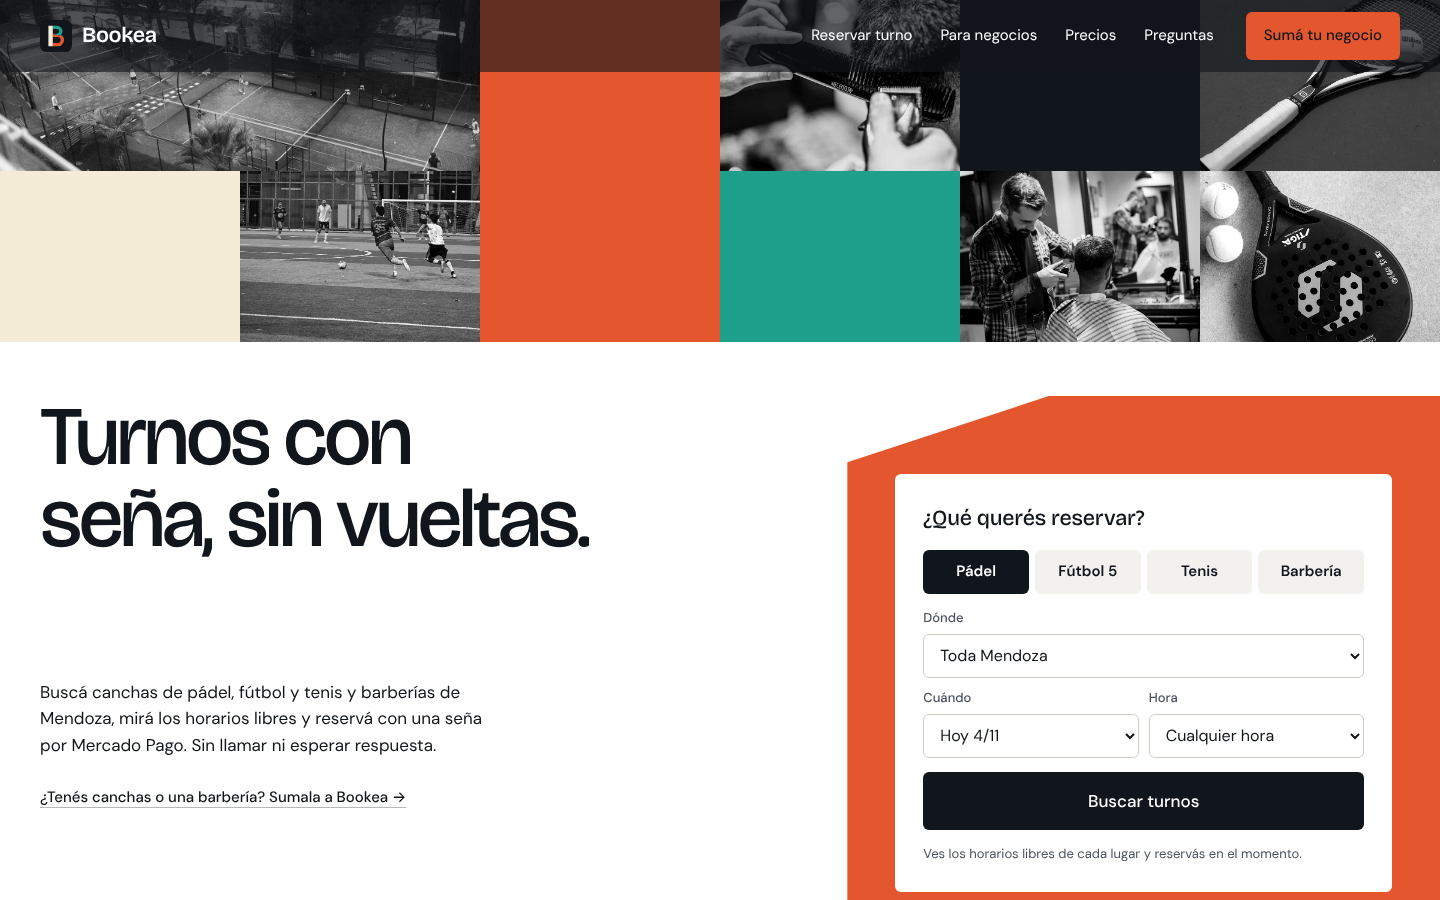 Bookea
Reservar turno
Para negocios
Precios
Preguntas
Sumá tu negocio
STIGA
Turnos con
seña, sin vueltas.
Buscá canchas de pádel, fútbol y tenis y barberías de
Mendoza, mirá los horarios libres y reservá con una seña
por Mercado Pago. Sin llamar ni esperar respuesta.
¿Tenés canchas o una barbería? Sumala a Bookea →
¿Qué querés reservar?
Pádel
Fútbol 5
Tenis
Barbería
Dónde
Toda Mendoza
Cuándo
Hora
Hoy 4/11
Cualquier hora
Buscar turnos
Ves los horarios libres de cada lugar y reservás en el momento.